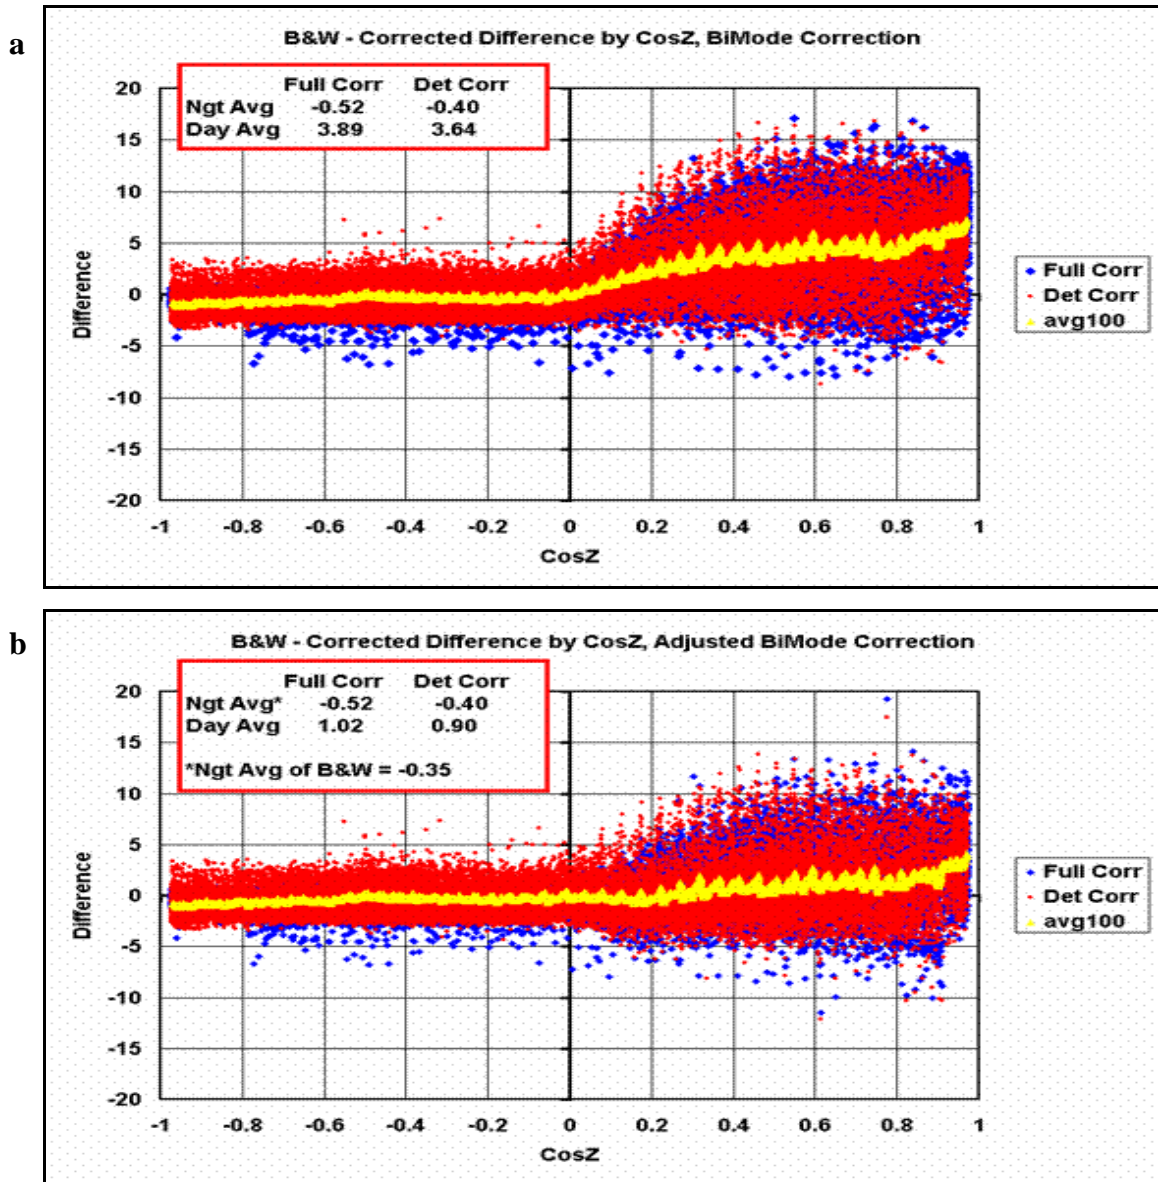 a
B&W - Corrected Difference by CosZ, BiMode Correction
Full Corr Det Corr
Ngt Avg -0.52 -0.40
Day Avg 3.89 3.64
20
15
10
5
0
-5
-10
-15
-20
Difference
-1 -0.8 -0.6 -0.4 -0.2 0 0.2 0.4 0.6 0.8 1
CosZ
Full Corr
Det Corr
avg100
b
B&W - Corrected Difference by CosZ, Adjusted BiMode Correction
Full Corr Det Corr
Ngt Avg* -0.52 -0.40
Day Avg 1.02 0.90
*Ngt Avg of B&W = -0.35
20
15
10
5
0
-5
-10
-15
-20
Difference
-1 -0.8 -0.6 -0.4 -0.2 0 0.2 0.4 0.6 0.8 1
CosZ
Full Corr
Det Corr
avg100